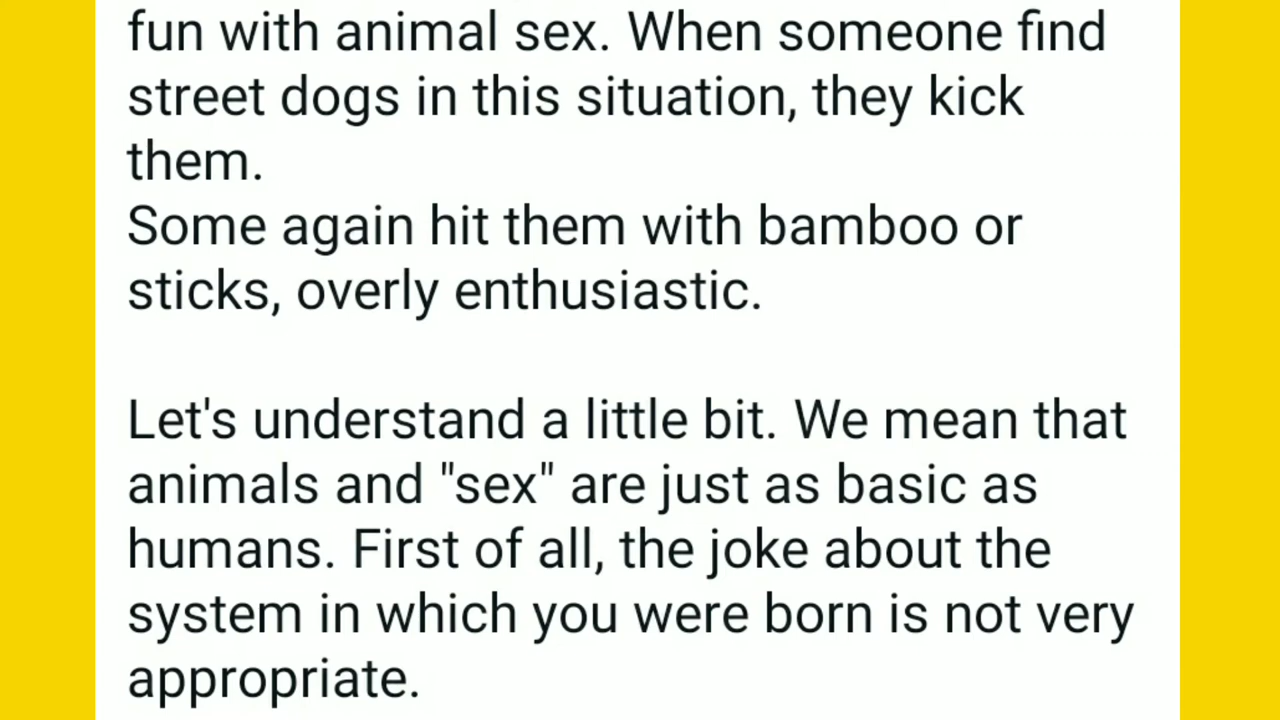 fun with animal sex. When someone find
street dogs in this situation, they kick
them.
Some again hit them with bamboo or
sticks, overly enthusiastic.
Let's understand a little bit. We mean that
animals and "sex" are just as basic as
humans. First of all, the joke about the
system in which you were born is not very
appropriate.